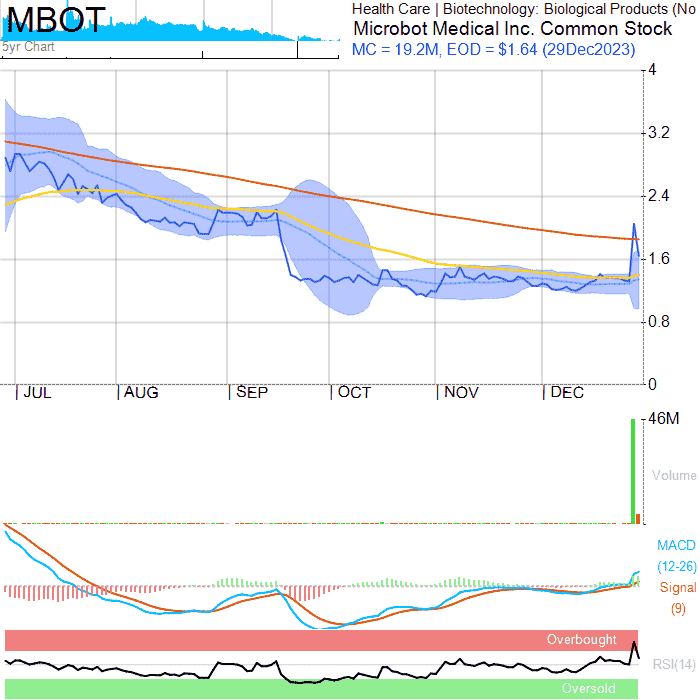 MBOT
5yr Chart
Health Care | Biotechnology: Biological Products (No
Microbot Medical Inc. Common Stock
MC = 19.2M, EOD = $1.64 (29Dec2023)
4
3.2
2.4
1.6
0.8
0
JUL AUG SEP OCT NOV DEC
46M
Volume
MACD
(12-26)
Signal
(9)
Overbought
RSI(14)
Oversold